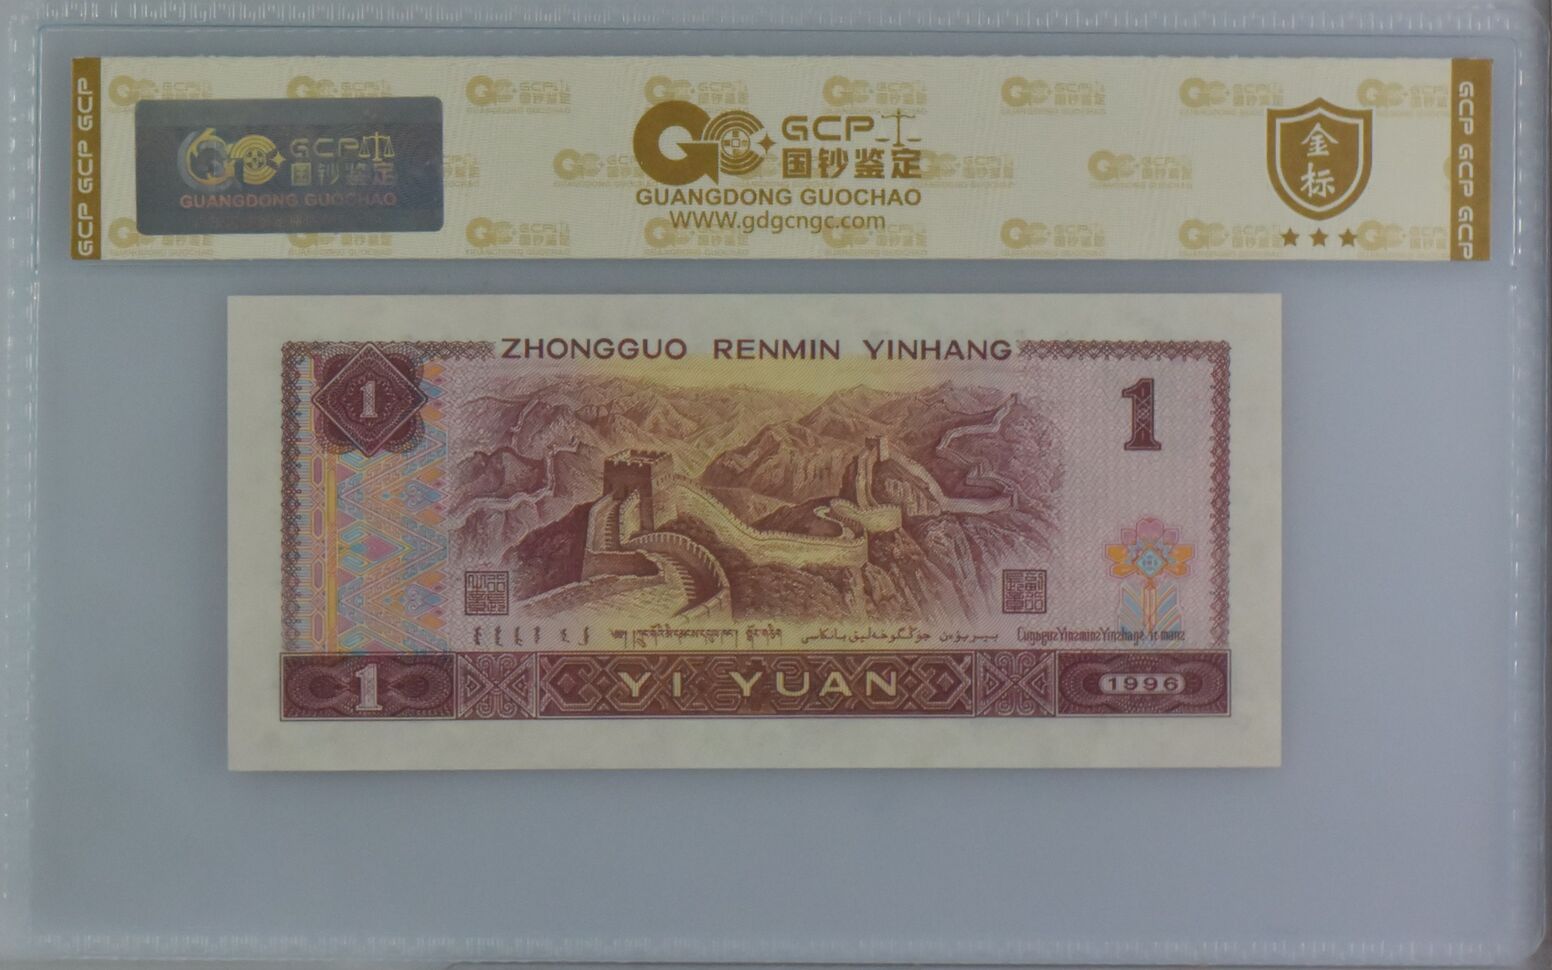 GCP GCP GCP
GCP
国钞鉴定
GUANGDONG GUOCHAO
GCP
国钞鉴定
GUANGDONG GUOCHAO
WWW.gdgcngc.com
金标
GCP GCP GCP
ZHONGGUO RENMIN YINHANG
1
1
1
YI YUAN
1996